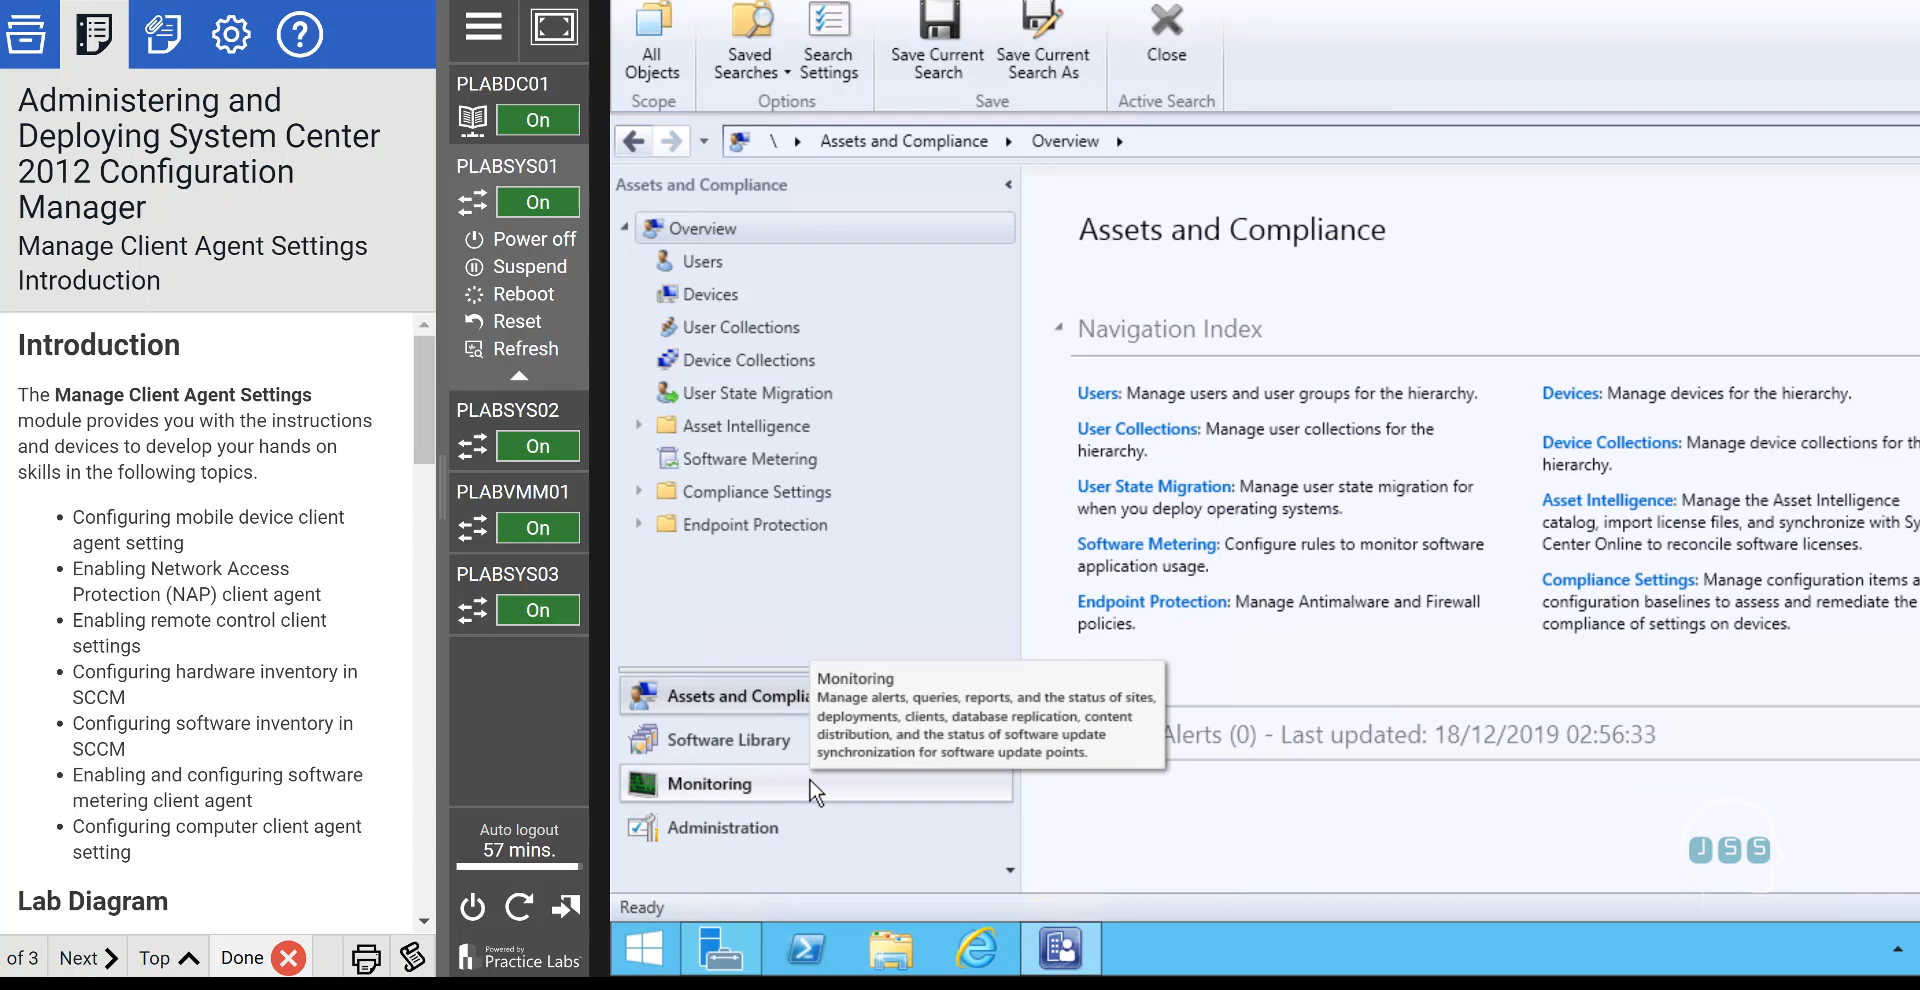 Administering and
Deploying System Center
2012 Configuration
Manager
Manage Client Agent Settings
Introduction
Introduction
The Manage Client Agent Settings
module provides you with the instructions
and devices to develop your hands on
skills in the following topics.
• Configuring mobile device client
agent setting
• Enabling Network Access
Protection (NAP) client agent
• Enabling remote control client
settings
• Configuring hardware inventory in
SCCM
• Configuring software inventory in
SCCM
• Enabling and configuring software
metering client agent
• Configuring computer client agent
setting
Lab Diagram
of 3
Next
Top
Done
PLABDC01
On
PLABSYS01
On
Power off
Suspend
Reboot
Reset
Refresh
PLABSYS02
On
PLABVMM01
On
PLABSYS03
On
Auto logout
57 mins.
Powered by
Practice Labs
All
Objects
Scope
Saved
Searches
Search
Settings
Options
Save Current
Search
Save Current
Search As
Save
Close
Active Search
\ Assets and Compliance Overview
Assets and Compliance
Overview
Users
Devices
User Collections
Device Collections
User State Migration
Asset Intelligence
Software Metering
Compliance Settings
Endpoint Protection
Assets and Complia
Software Library
Monitoring
Administration
Monitoring
Manage alerts, queries, reports, and the status of sites,
deployments, clients, database replication, content
distribution, and the status of software update
synchronization for software update points.
Assets and Compliance
Navigation Index
Users: Manage users and user groups for the hierarchy.
User Collections: Manage user collections for the
hierarchy.
User State Migration: Manage user state migration for
when you deploy operating systems.
Software Metering: Configure rules to monitor software
application usage.
Endpoint Protection: Manage Antimalware and Firewall
policies.
Devices: Manage devices for the hierarchy.
Device Collections: Manage device collections for th
hierarchy.
Asset Intelligence: Manage the Asset Intelligence
catalog, import license files, and synchronize with Sy
Center Online to reconcile software licenses.
Compliance Settings: Manage configuration items a
configuration baselines to assess and remediate the
compliance of settings on devices.
Alerts (0) - Last updated: 18/12/2019 02:56:33
JSS
Ready